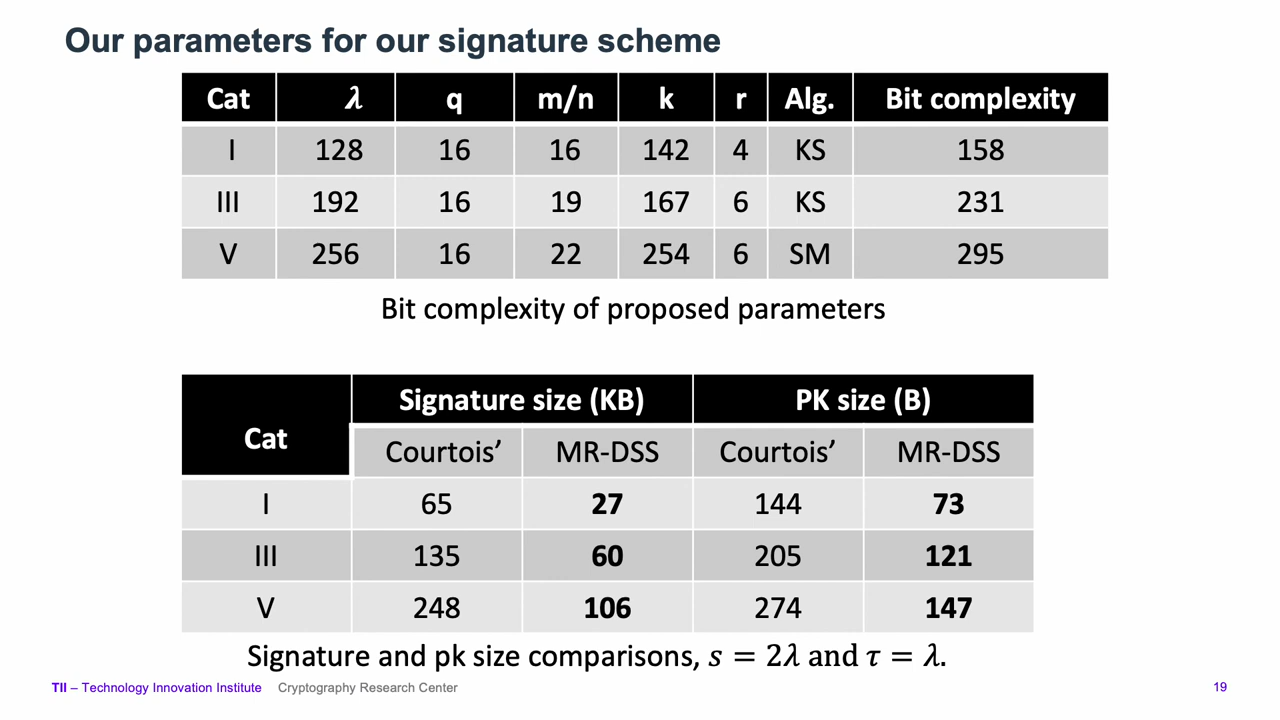 Our parameters for our signature scheme
Cat λ q m/n k r Alg. Bit complexity
I 128 16 16 142 4 KS 158
III 192 16 19 167 6 KS 231
V 256 16 22 254 6 SM 295
Bit complexity of proposed parameters
Cat Signature size (KB) PK size (B)
Courtois’ MR-DSS Courtois’ MR-DSS
I 65 27 144 73
III 135 60 205 121
V 248 106 274 147
Signature and pk size comparisons, s = 2λ and τ = λ.
TII – Technology Innovation Institute Cryptography Research Center 19